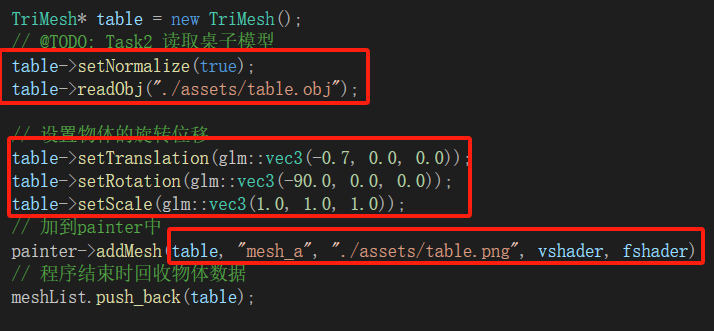 TriMesh* table = new TriMesh();
// @TODO: Task2 读取桌子模型
table->setNormalize(true);
table->readObj("./assets/table.obj");
// 设置物体的旋转位移
table->setTranslation(glm::vec3(-0.7, 0.0, 0.0));
table->setRotation(glm::vec3(-90.0, 0.0, 0.0));
table->setScale(glm::vec3(1.0, 1.0, 1.0));
// 加到painter中
painter->addMesh(table, "mesh_a", "./assets/table.png", vshader, fshader)
// 程序结束时回收物体数据
meshList.push_back(table);